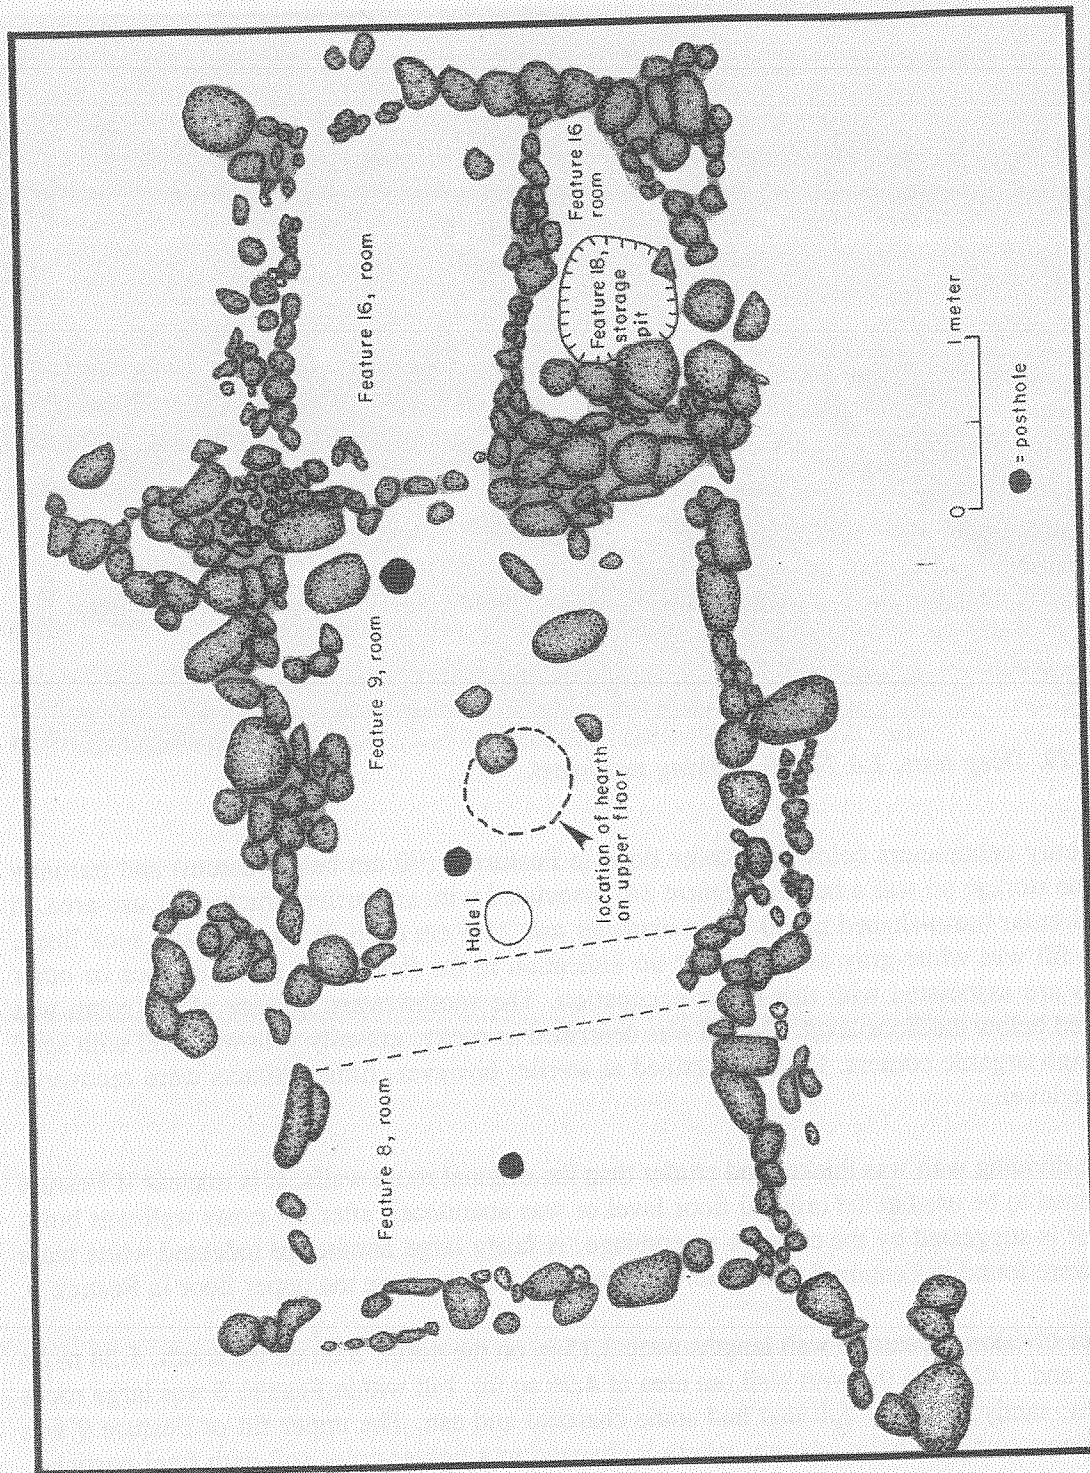 Feature 8, room
Hole 1
Feature 9, room
location of hearth
on upper floor
Feature 16, room
Feature 18,
storage
pit
Feature 16
room
0
1 meter
= posthole